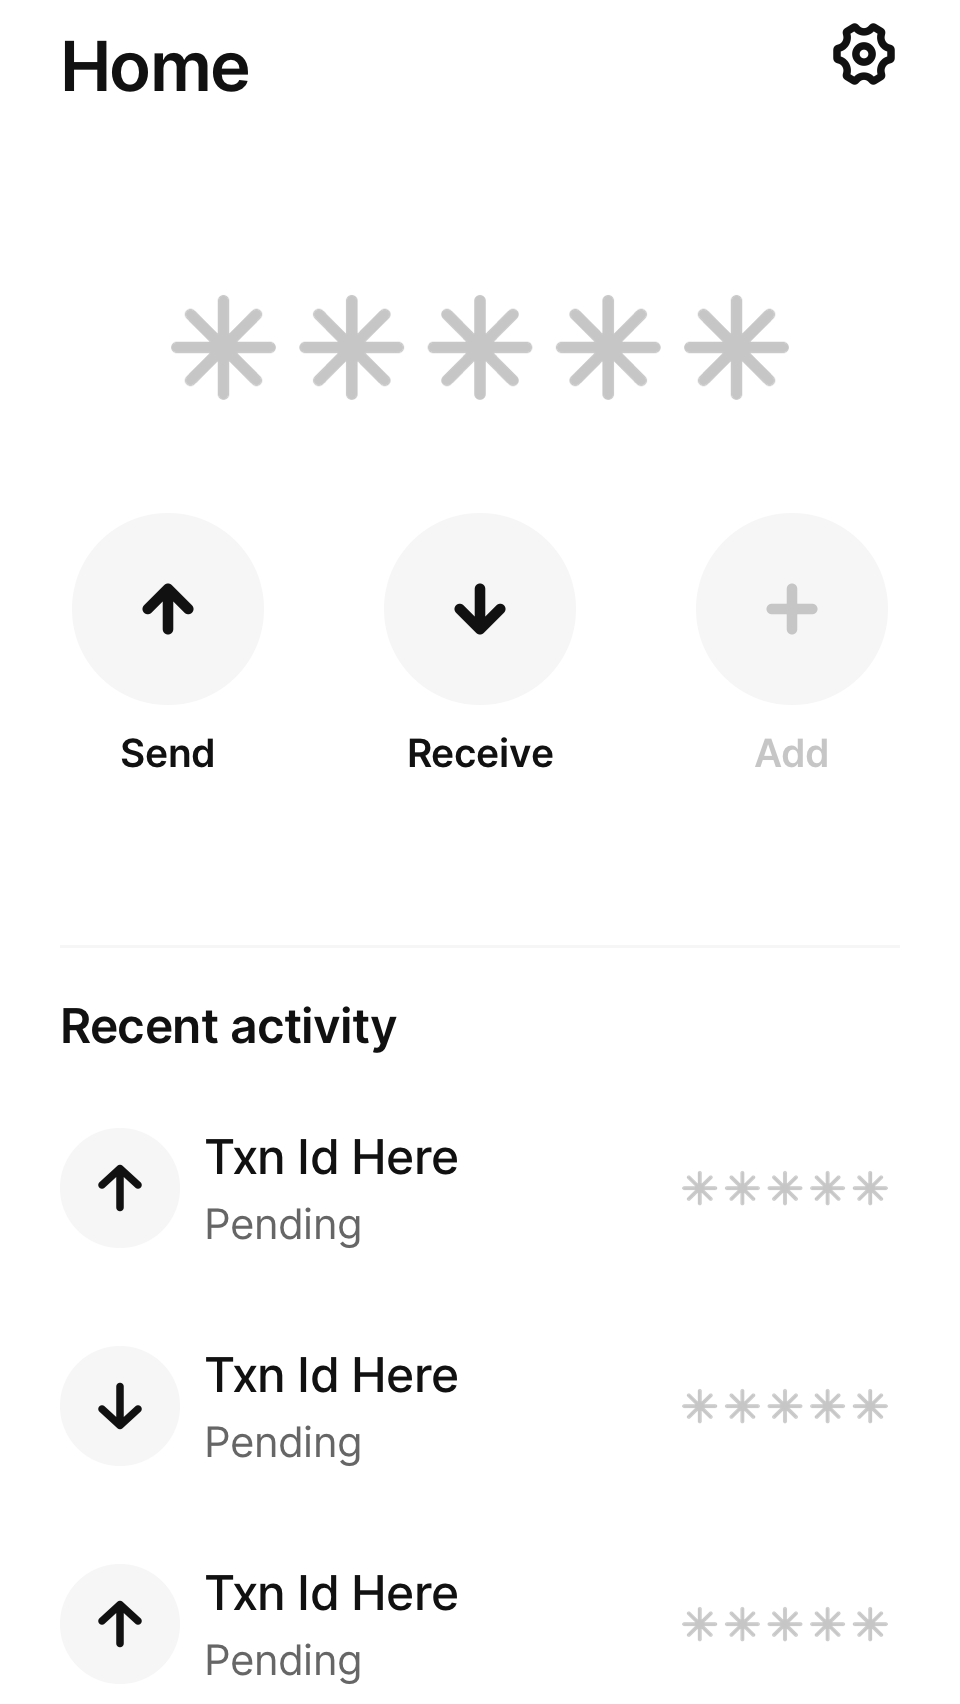 Home
*****
Send
Receive
Add
Recent activity
Txn Id Here
*****
Pending
Txn Id Here
*****
Pending
Txn Id Here
*****
Pending